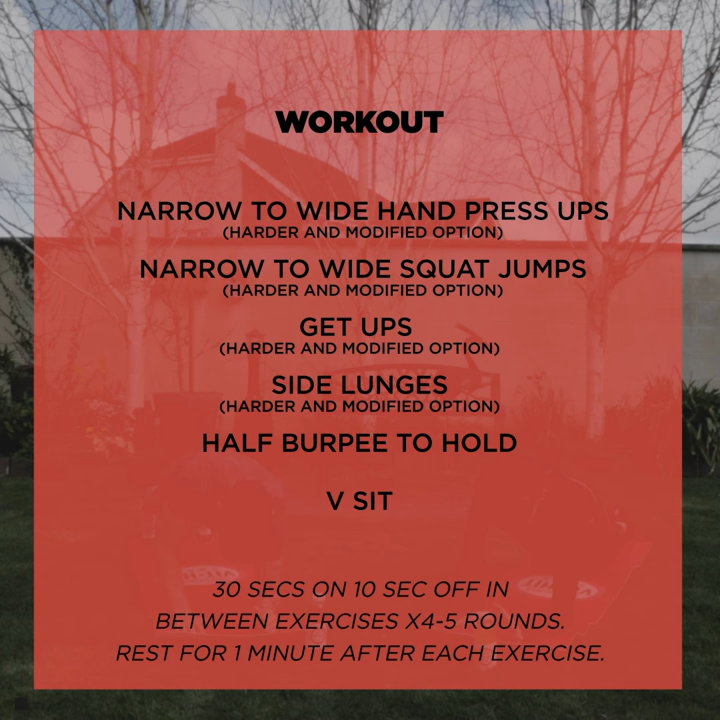 WORKOUT
NARROW TO WIDE HAND PRESS UPS
(HARDER AND MODIFIED OPTION)
NARROW TO WIDE SQUAT JUMPS
(HARDER AND MODIFIED OPTION)
GET UPS
(HARDER AND MODIFIED OPTION)
SIDE LUNGES
(HARDER AND MODIFIED OPTION)
HALF BURPEE TO HOLD
V SIT
30 SECS ON 10 SEC OFF IN
BETWEEN EXERCISES X4-5 ROUNDS.
REST FOR 1 MINUTE AFTER EACH EXERCISE.